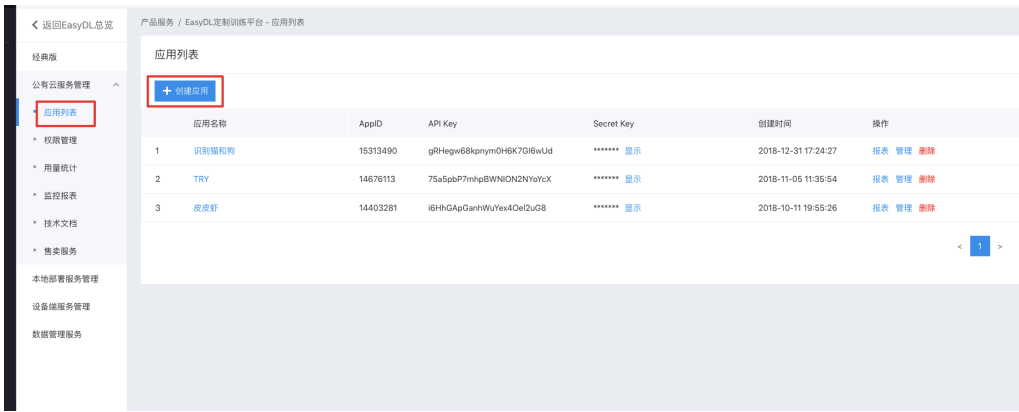 返回EasyDL总览
产品服务 / EasyDL定制训练平台 - 应用列表
经典版
公有云服务管理
应用列表
权限管理
用量统计
监控报表
技术文档
售卖服务
本地部署服务管理
设备端服务管理
数据管理服务
应用列表
+ 创建应用
应用名称 AppID API Key Secret Key 创建时间 操作
1 识别猫和狗 15313490 gRHegw68kpnym0H6K7Gl6wUd ******* 显示 2018-12-31 17:24:27 报表 管理 删除
2 TRY 14676113 75a5pbP7mhpBWNION2NYoYcX ******* 显示 2018-11-05 11:35:54 报表 管理 删除
3 皮皮虾 14403281 i6HhGApGanhWuYex4Oel2uG8 ******* 显示 2018-10-11 19:55:26 报表 管理 删除
< 1 >